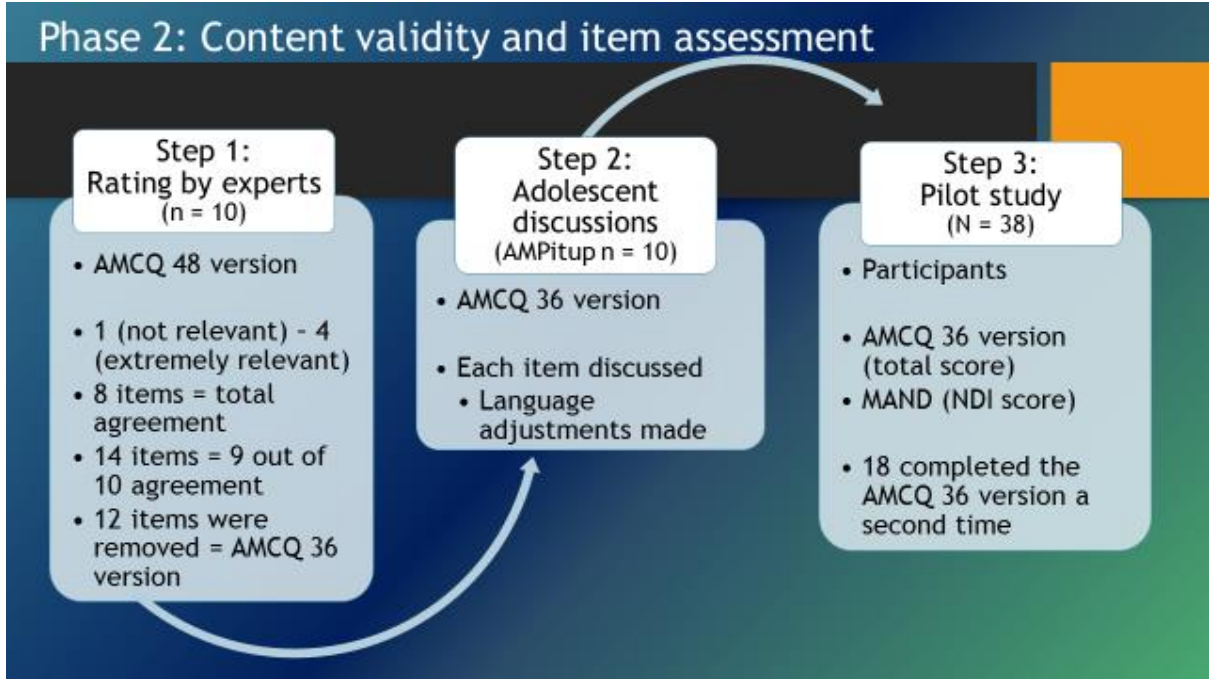 Phase 2: Content validity and item assessment
Step 1:
Rating by experts
(n = 10)
• AMCQ 48 version
• 1 (not relevant) – 4
(extremely relevant)
• 8 items = total
agreement
• 14 items = 9 out of
10 agreement
• 12 items were
removed = AMCQ 36
version
Step 2:
Adolescent
discussions
(AMPitup n = 10)
• AMCQ 36 version
• Each item discussed
• Language
adjustments made
Step 3:
Pilot study
(N = 38)
• Participants
• AMCQ 36 version
(total score)
• MAND (NDI score)
• 18 completed the
AMCQ 36 version a
second time